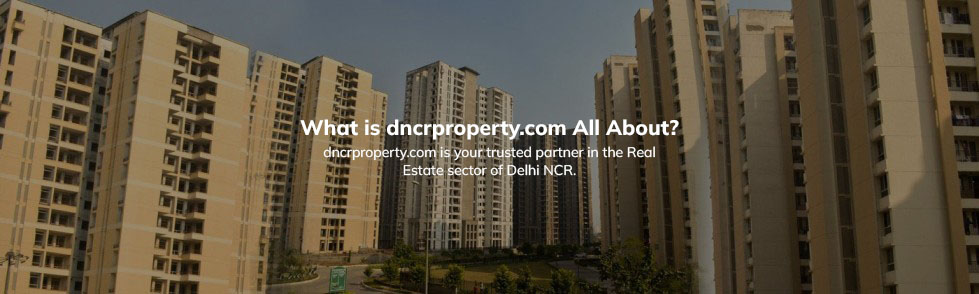 What is dncrproperty.com All About?
dncrproperty.com is your trusted partner in the Real
Estate sector of Delhi NCR.